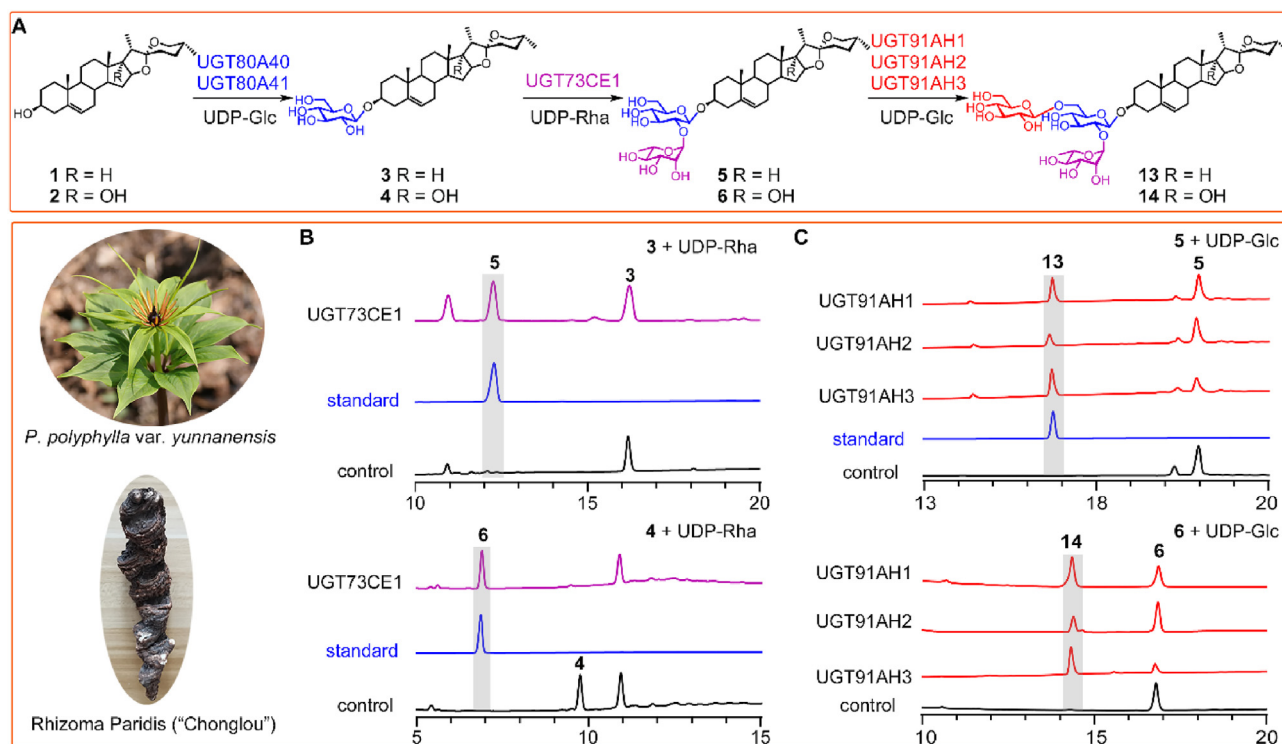 A
UGT80A40
UGT80A41
UDP-Glc
UGT73CE1
UDP-Rha
UGT91AH1
UGT91AH2
UGT91AH3
UDP-Glc
1 R = H
2 R = OH
3 R = H
4 R = OH
5 R = H
6 R = OH
13 R = H
14 R = OH
P. polyphylla var. yunnanensis
Rhizoma Paridis ("Chonglou")
B
3 + UDP-Rha
5
3
UGT73CE1
standard
control
10 15 20
4 + UDP-Rha
6
UGT73CE1
standard
4
control
5 10 15
C
5 + UDP-Glc
13
5
UGT91AH1
UGT91AH2
UGT91AH3
standard
control
13 18 20
6 + UDP-Glc
14
6
UGT91AH1
UGT91AH2
UGT91AH3
control
10 15 20